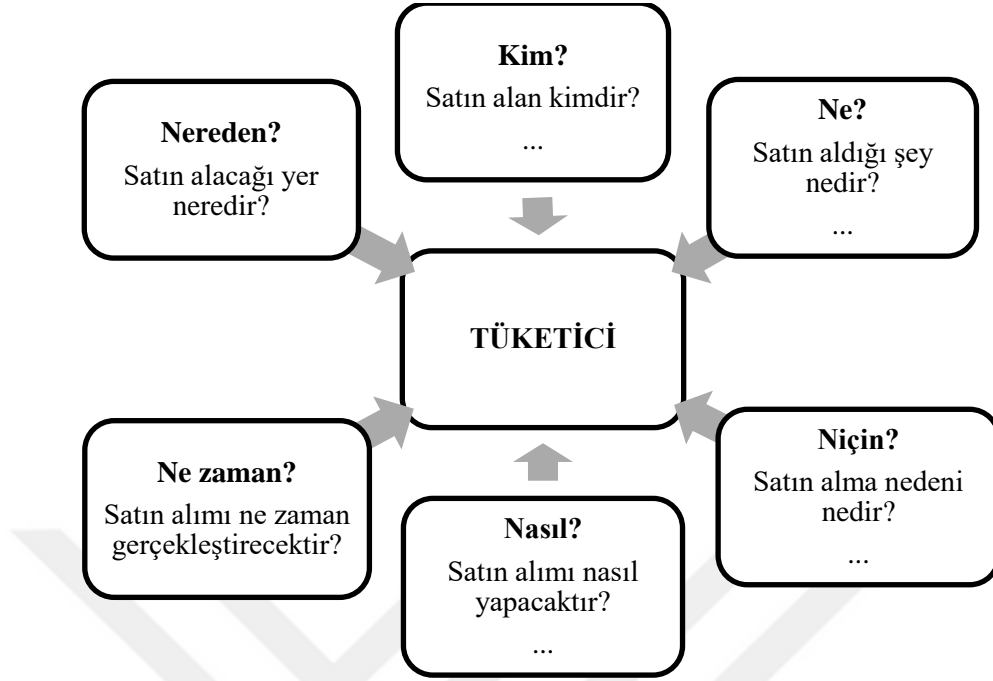 Kim?
Satın alan kimdir?
...
Ne?
Satın aldığı şey
nedir?
...
Nereden?
Satın alacağı yer
neredir?
TÜKETİCİ
Niçin?
Satın alma nedeni
nedir?
...
Ne zaman?
Satın alımı ne zaman
gerçekleştirecektir?
Nasıl?
Satın alımı nasıl
yapacaktır?
...